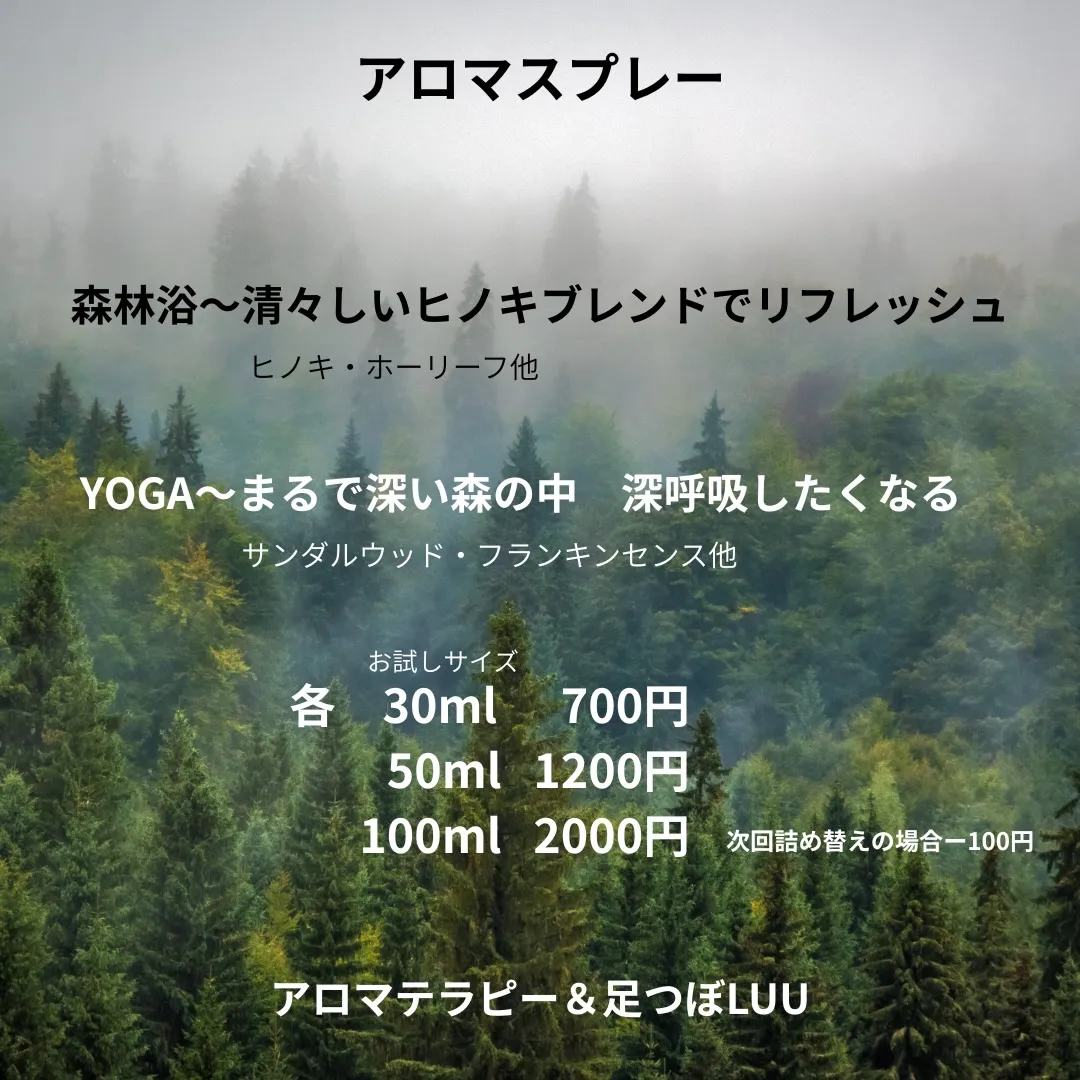 アロマスプレー
森林浴〜清々しいヒノキブレンドでリフレッシュ
ヒノキ・ホーリーフ他
YOGA〜まるで深い森の中　深呼吸したくなる
サンダルウッド・フランキンセンス他
お試しサイズ
各　30ml　700円
50ml　1200円
100ml　2000円　次回詰め替えの場合ー100円
アロマテラピー＆足つぼLUU